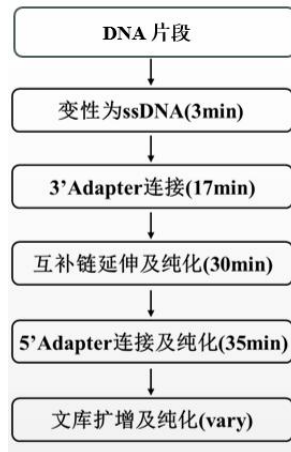 DNA 片段
变性为ssDNA(3min)
3’Adapter连接(17min)
互补链延伸及纯化(30min)
5’Adapter连接及纯化(35min)
文库扩增及纯化(vary)